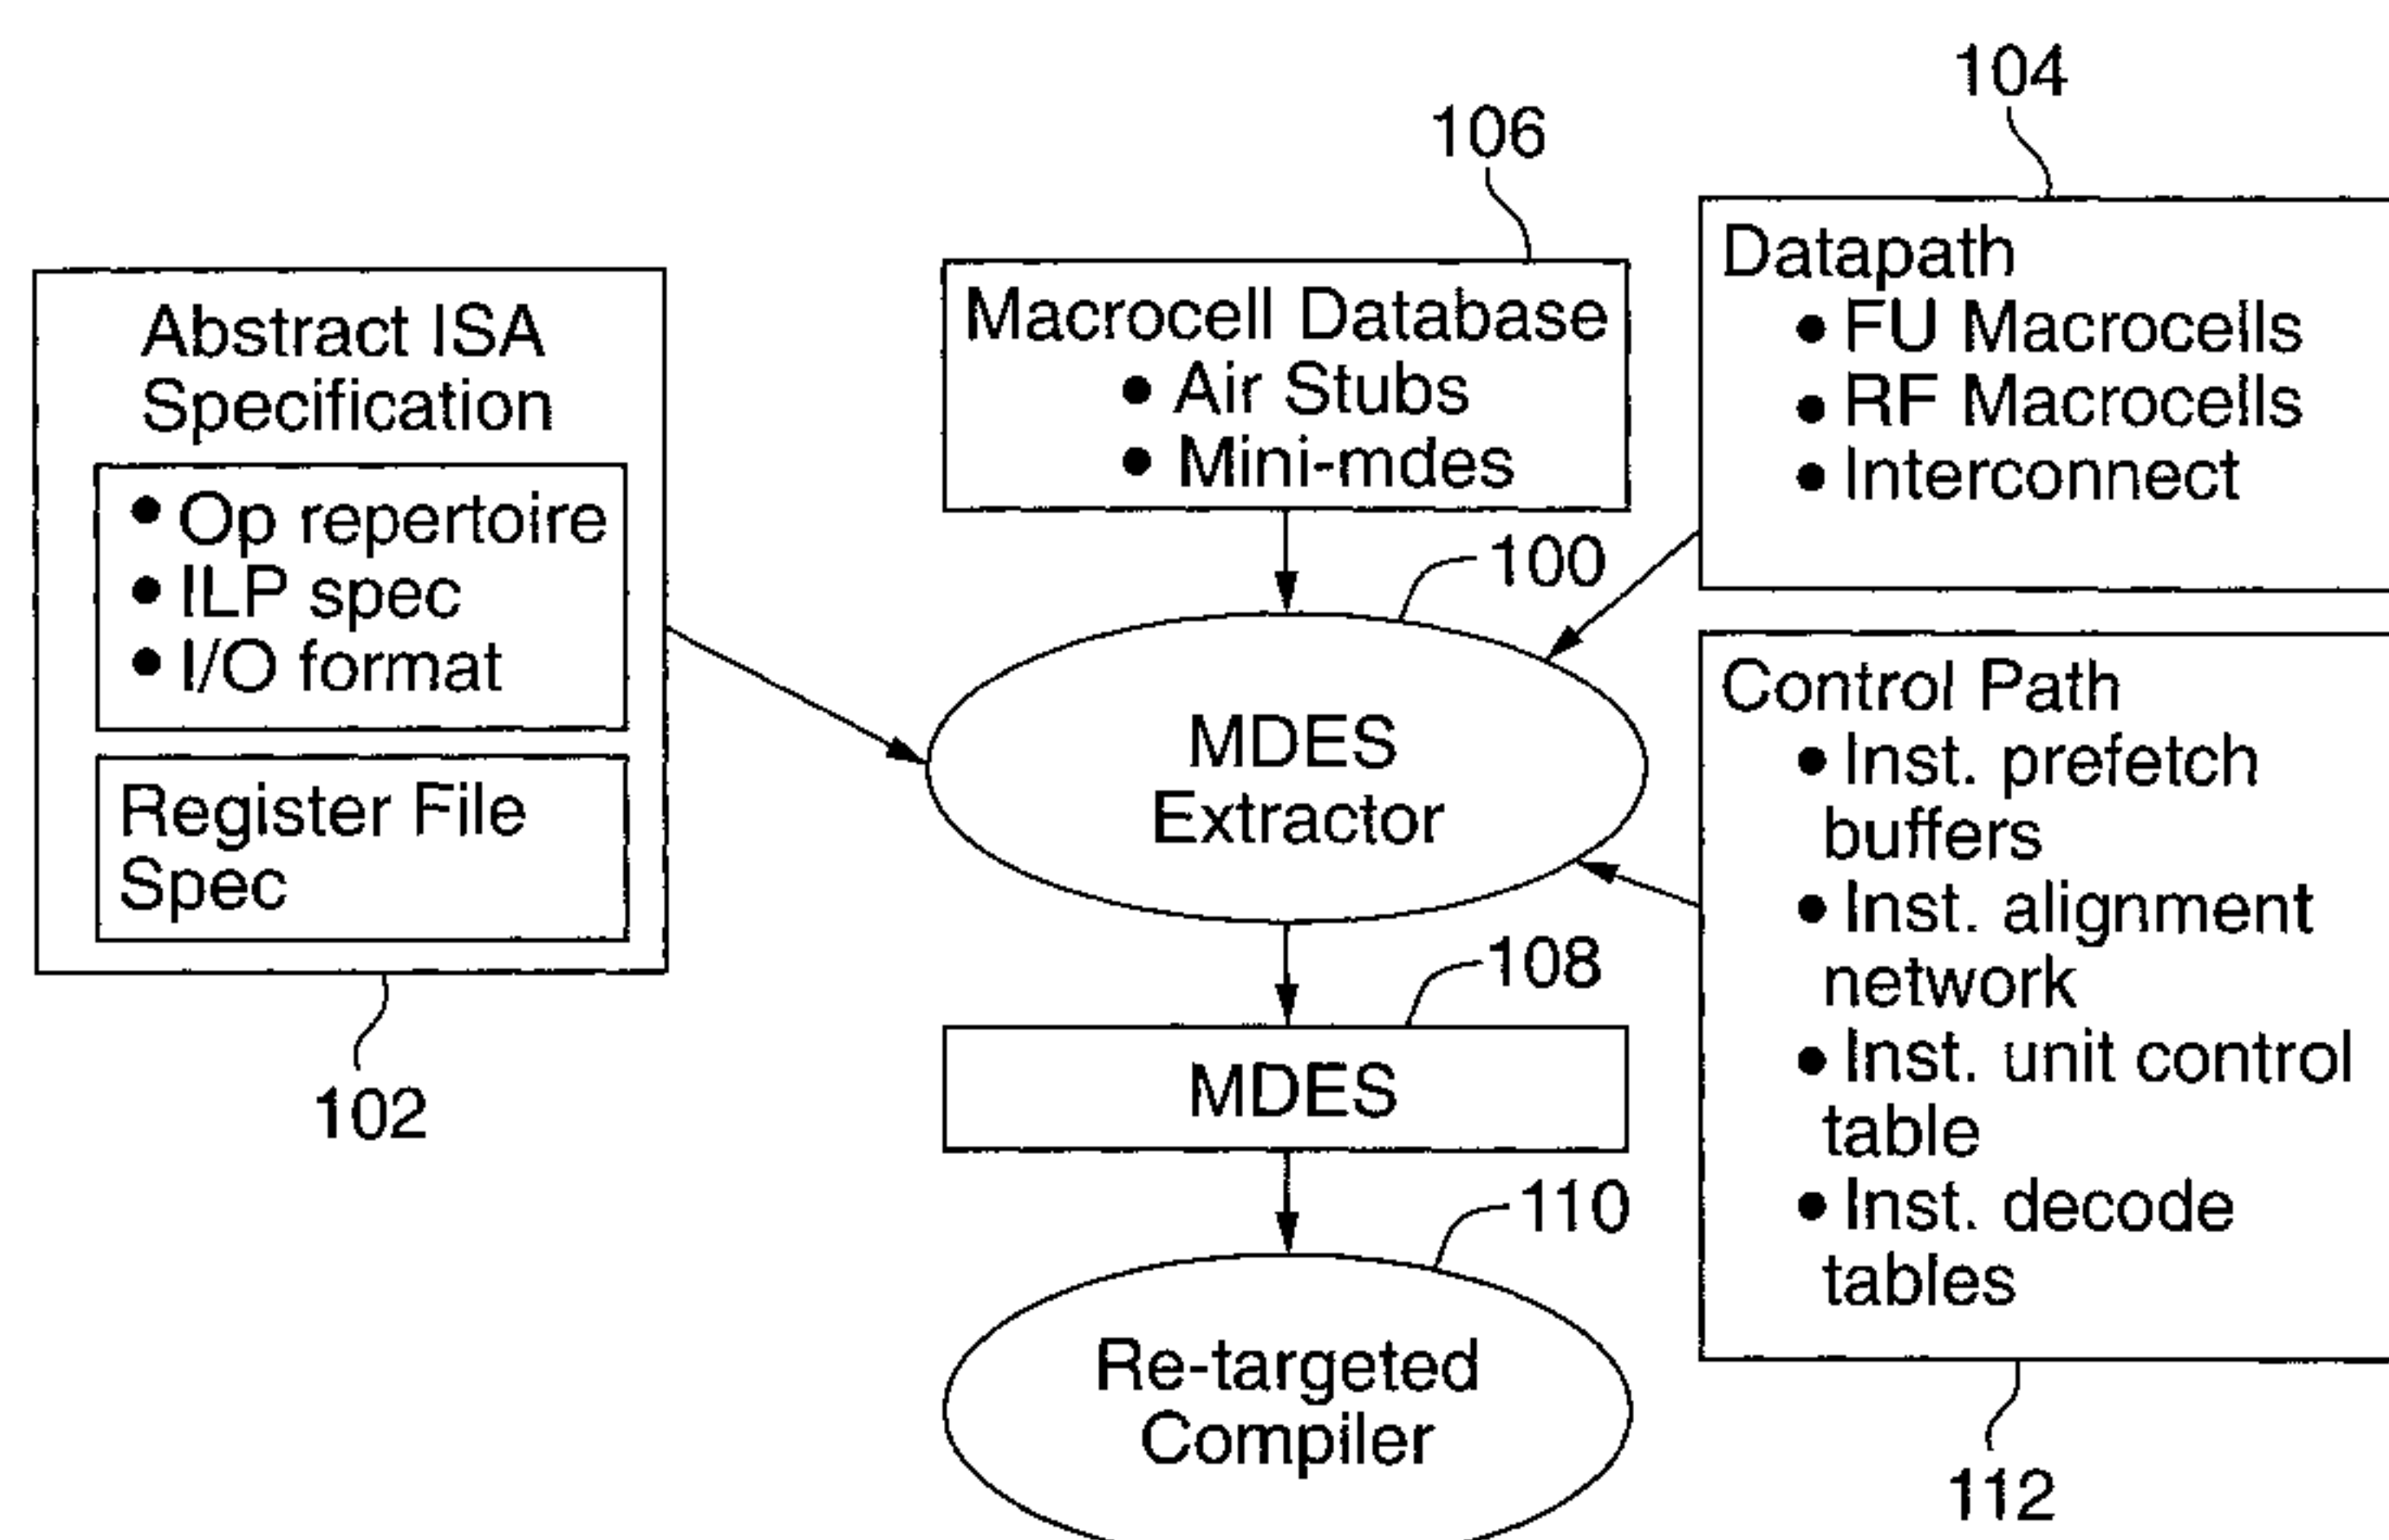 104
106
Datapath
• FU Macrocells
• RF Macrocells
• Interconnect
Macrocell Database
• Air Stubs
• Mini-mdes
Abstract ISA
Specification
• Op repertoire
• ILP spec
• I/O format
Register File
Spec
102
100
MDES
Extractor
Control Path
• Inst. prefetch
buffers
• Inst. alignment
network
• Inst. unit control
table
• Inst. decode
tables
112
108
MDES
110
Re-targeted
Compiler